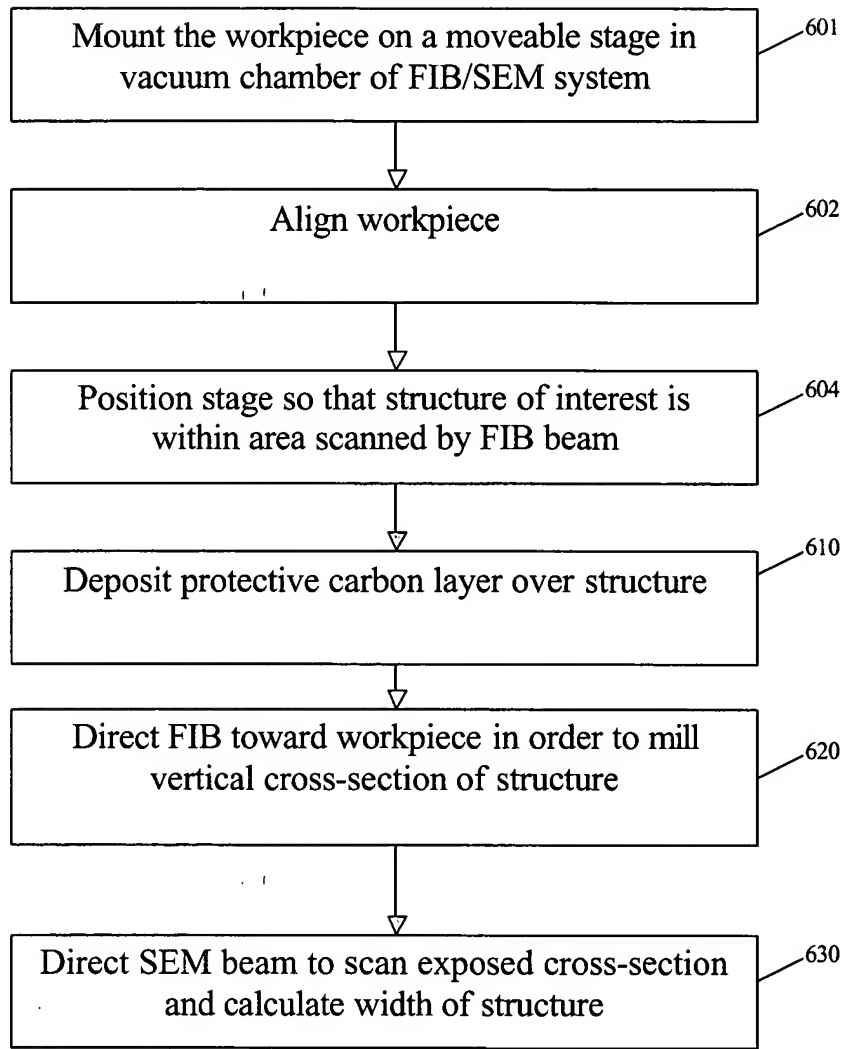 Mount the workpiece on a moveable stage in
vacuum chamber of FIB/SEM system
601
Align workpiece
602
Position stage so that structure of interest is
within area scanned by FIB beam
604
Deposit protective carbon layer over structure
610
Direct FIB toward workpiece in order to mill
vertical cross-section of structure
620
Direct SEM beam to scan exposed cross-section
and calculate width of structure
630